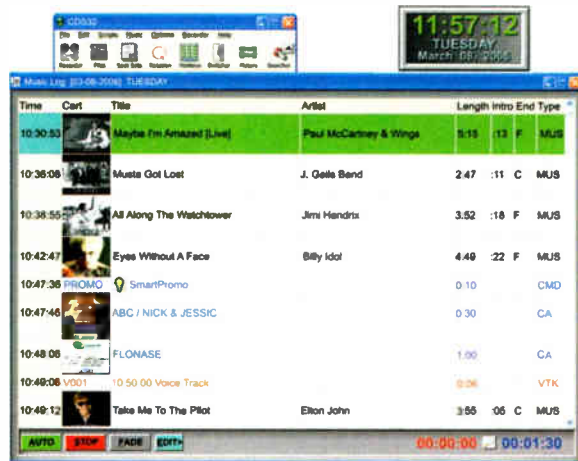 CD532
File Edit Scripts Music Options Recorder Help
11:57:12
TUESDAY
March 08, 2005
Music Log [03-08-2005] TUESDAY
Time Cart Title Artist Length Intro End Type
10:30:53 Maybe I'm Amazed [Live] Paul McCartney & Wings 5:15 :13 F MUS
10:36:08 Musta Got Lost J. Geils Band 2:47 :11 C MUS
10:38:55 All Along The Watchtower Jimi Hendrix 3:52 :18 F MUS
10:42:47 Eyes Without A Face Billy Idol 4:49 :22 F MUS
10:47:36 PROMO SmartPromo 0:10 CMD
10:47:46 ABC / NICK & JESSIC 0:30 CA
10:48:08 FLONASE 1:00 CA
10:49:08 V001 10:50:00 Voice Track 0:06 VTK
10:49:12 Take Me To The Pilot Elton John 3:55 :06 C MUS
AUTO STOP FADE EDIT> 00:00:00 00:01:30